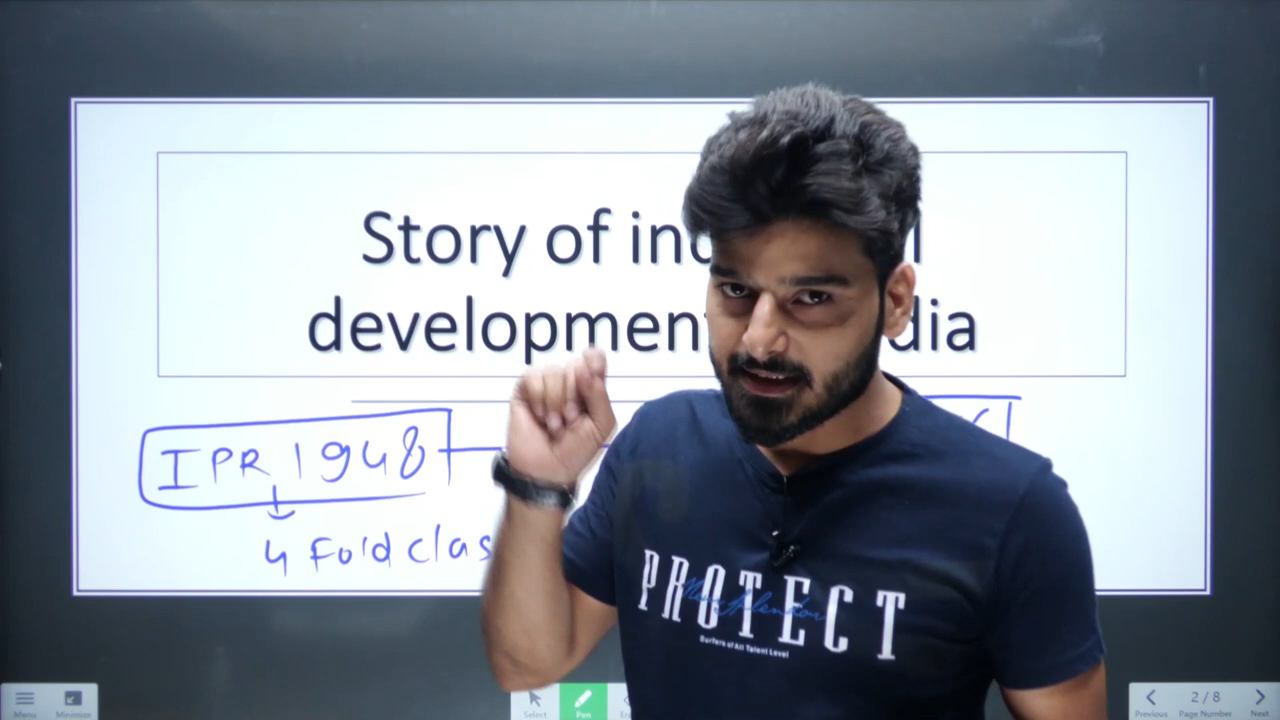 Story of ind l
development dia
IPR 1948
4 Fold clas
PROTECT
Surfers of All Talent Level
Menu
Minimize
Select
Pen
2 / 8
Previous
Page Number
Next